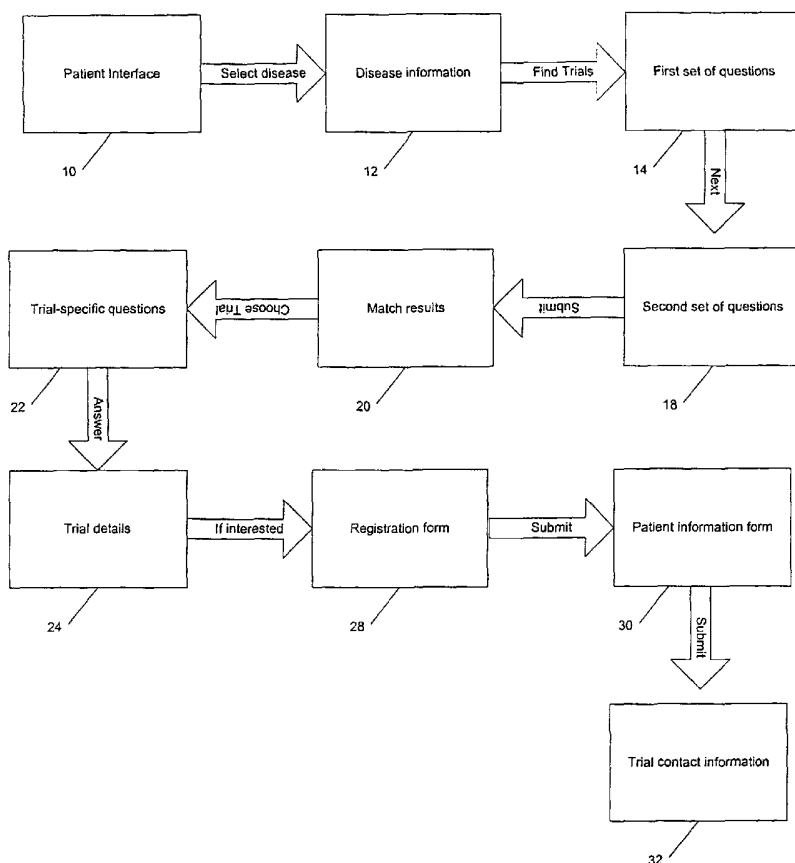 Patient Interface
Select disease
Disease information
Find Trials
First set of questions
10
12
14
Next
Trial-specific questions
Choose Trial
Match results
Submit
Second set of questions
22
20
18
Answer
Trial details
If interested
Registration form
Submit
Patient information form
24
28
30
Submit
Trial contact information
32